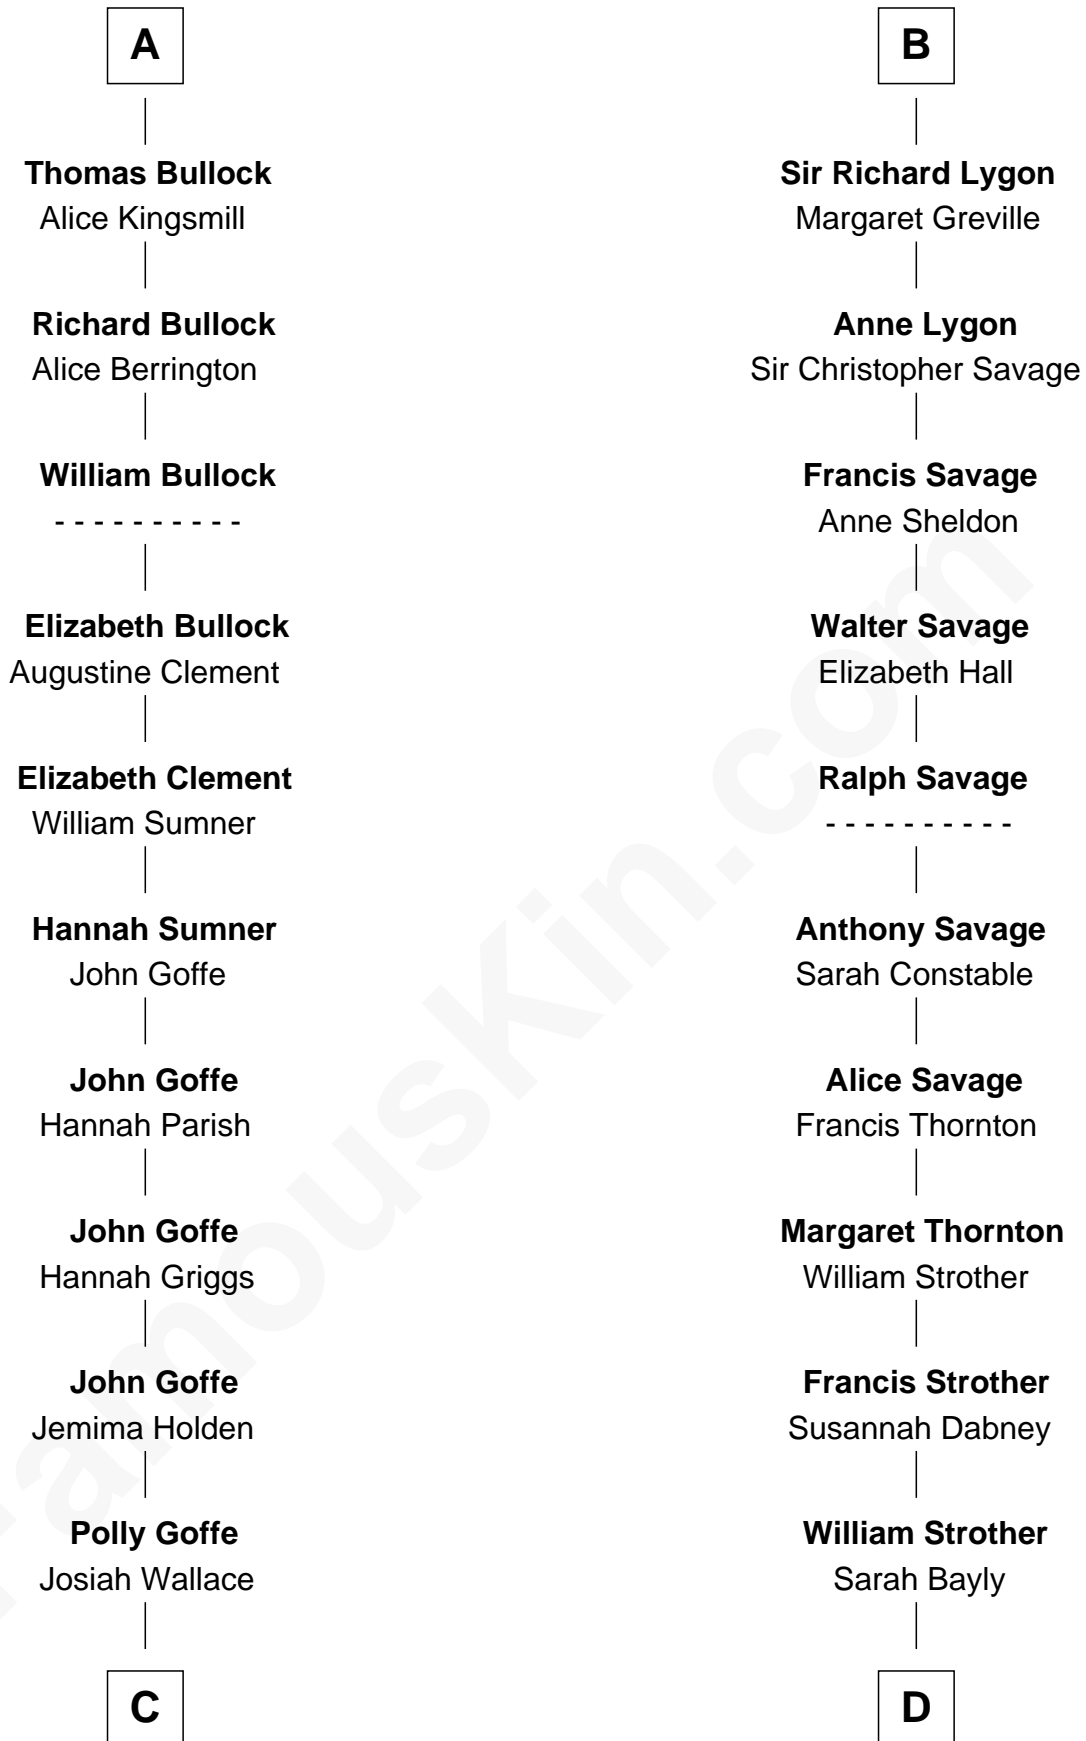 A
Thomas Bullock
Alice Kingsmill
Richard Bullock
Alice Berrington
William Bullock
- - - - - - - - - -
Elizabeth Bullock
Augustine Clement
Elizabeth Clement
William Sumner
Hannah Sumner
John Goffe
John Goffe
Hannah Parish
John Goffe
Hannah Griggs
John Goffe
Jemima Holden
Polly Goffe
Josiah Wallace
C
B
Sir Richard Lygon
Margaret Greville
Anne Lygon
Sir Christopher Savage
Francis Savage
Anne Sheldon
Walter Savage
Elizabeth Hall
Ralph Savage
- - - - - - - - - -
Anthony Savage
Sarah Constable
Alice Savage
Francis Thornton
Margaret Thornton
William Strother
Francis Strother
Susannah Dabney
William Strother
Sarah Bayly
D
FamousKin.com